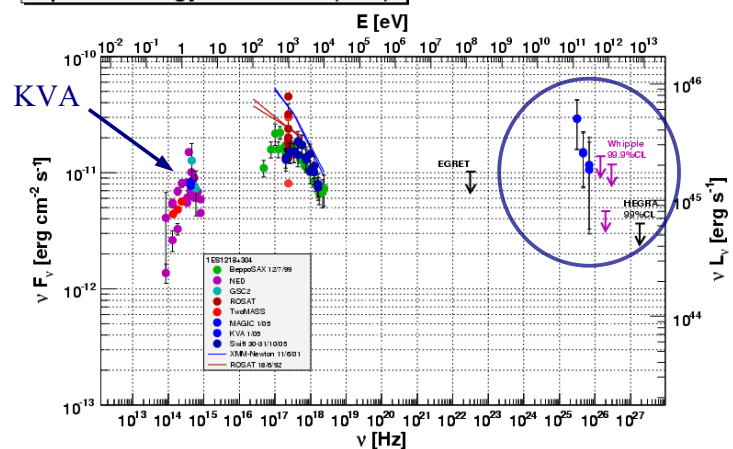 E [eV]
10⁻² 10⁻¹ 1 10 10² 10³ 10⁴ 10⁵ 10⁶ 10⁷ 10⁸ 10⁹ 10¹⁰ 10¹¹ 10¹² 10¹³
10⁻¹⁰
10⁻¹¹
10⁻¹²
10⁻¹³
ν Fν [erg cm⁻² s⁻¹]
KVA
EGRET
Whipple
99.9%CL
HEGRA
99%CL
1ES1218+304
BeppoSAX 12/7/99
NED
GSC2
ROSAT
TwoMASS
MAGIC 1/05
KVA 1/05
Swift 30-31/10/05
XMM-Newton 11/6/01
ROSAT 18/6/92
10⁴⁶
10⁴⁵
10⁴⁴
ν Lν [erg s⁻¹]
10¹³ 10¹⁴ 10¹⁵ 10¹⁶ 10¹⁷ 10¹⁸ 10¹⁹ 10²⁰ 10²¹ 10²² 10²³ 10²⁴ 10²⁵ 10²⁶ 10²⁷
ν [Hz]